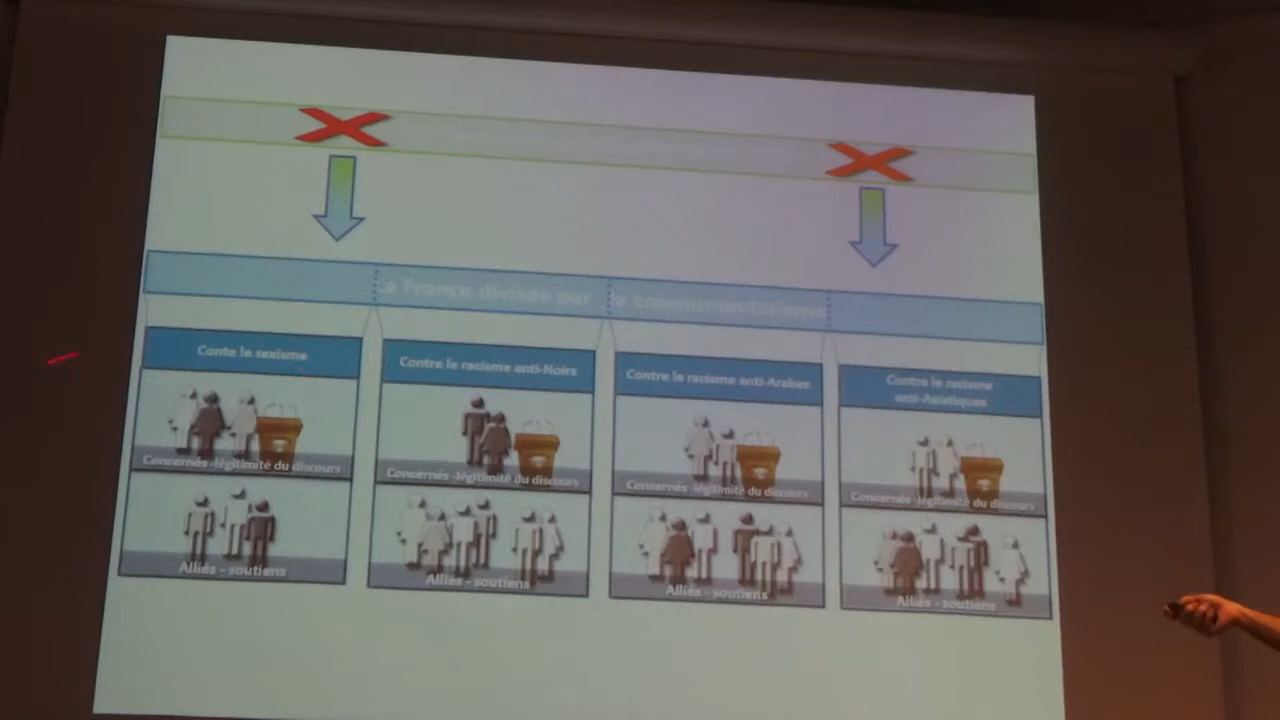 La France divisée par le communautarisme
Conte le sexisme
Contre le racisme anti-Noirs
Contre le racisme anti-Arabes
Contre le racisme
anti-Asiatiques
Concernés -légitimité du discours
Concernés -légitimité du discours
Concernés -légitimité du discours
Concernés -légitimité du discours
Alliés - soutiens
Alliés - soutiens
Alliés - soutiens
Alliés - soutiens